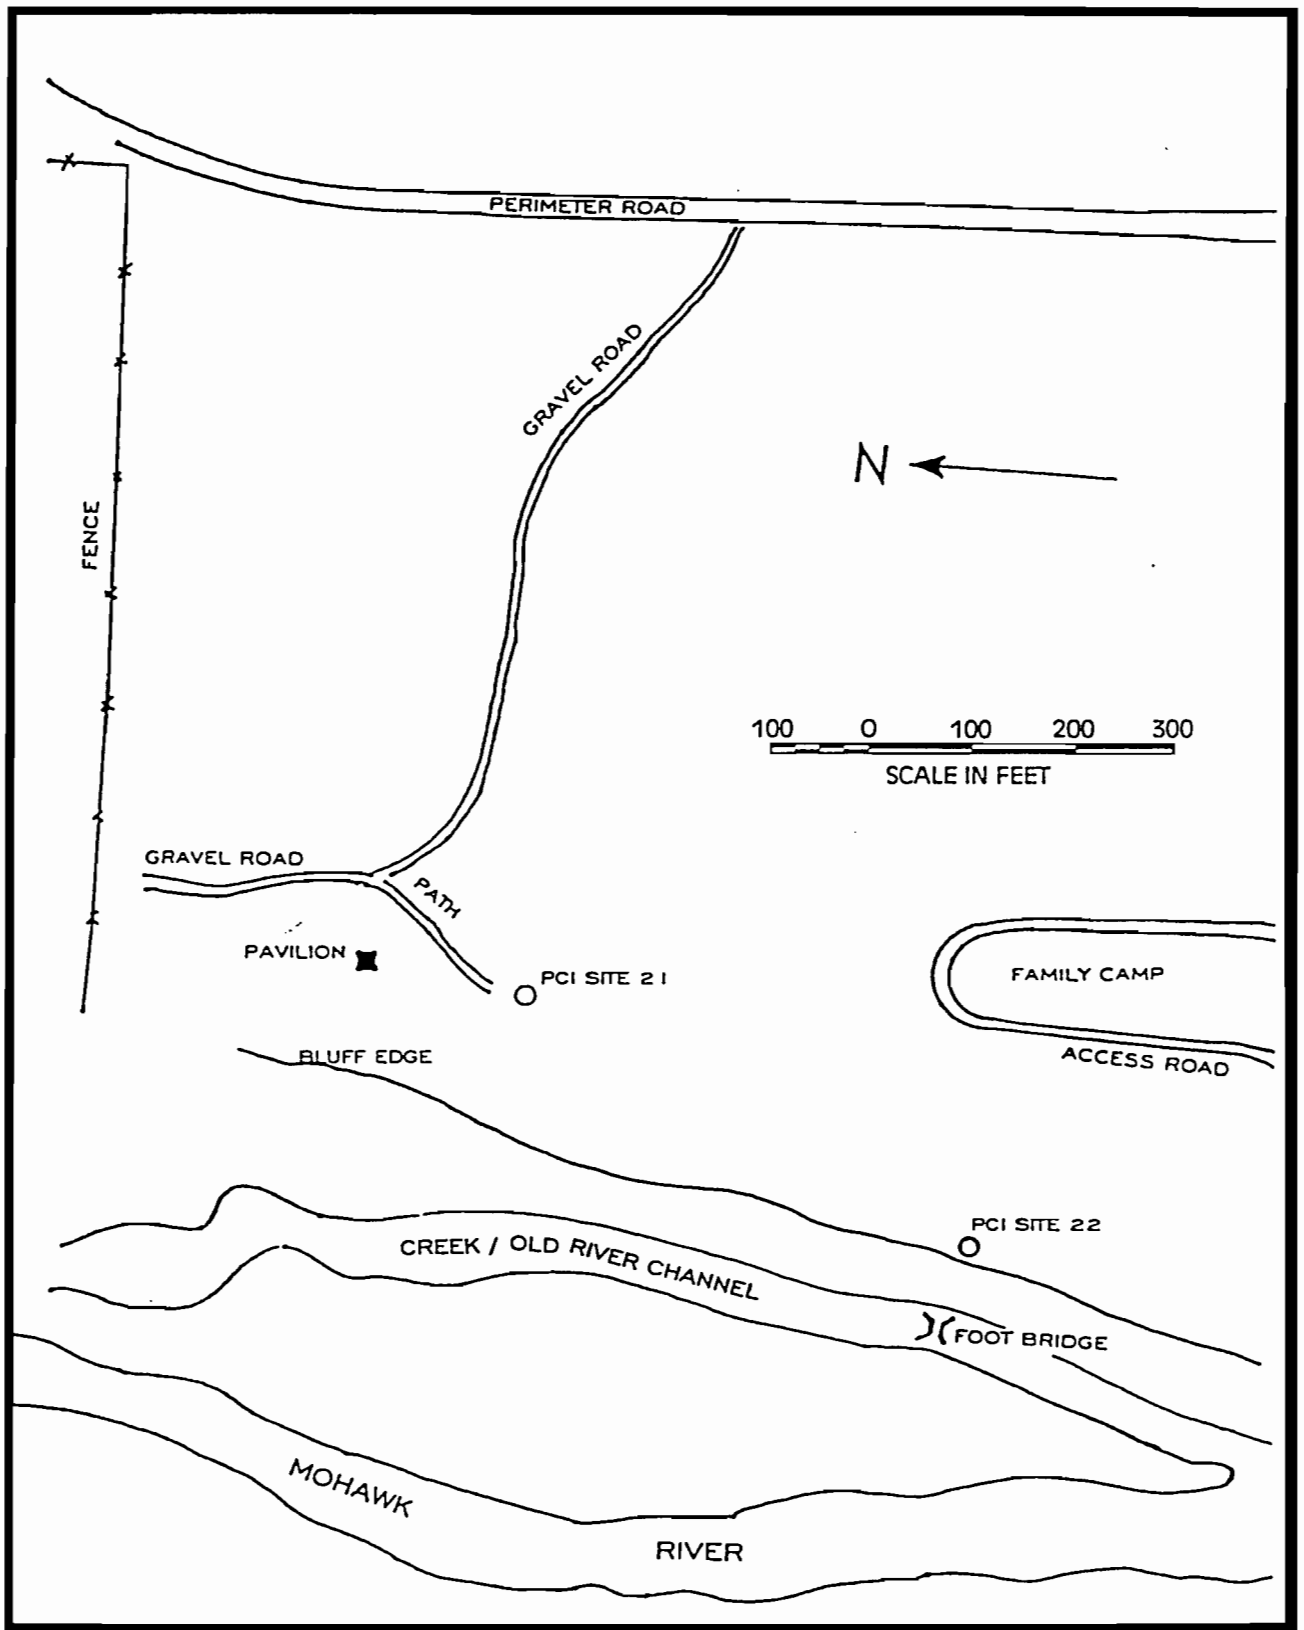 PERIMETER ROAD
GRAVEL ROAD
N
FENCE
100 0 100 200 300
SCALE IN FEET
GRAVEL ROAD
PATH
PAVILION
PCI SITE 21
FAMILY CAMP
BLUFF EDGE
ACCESS ROAD
PCI SITE 22
CREEK / OLD RIVER CHANNEL
FOOT BRIDGE
MOHAWK
RIVER